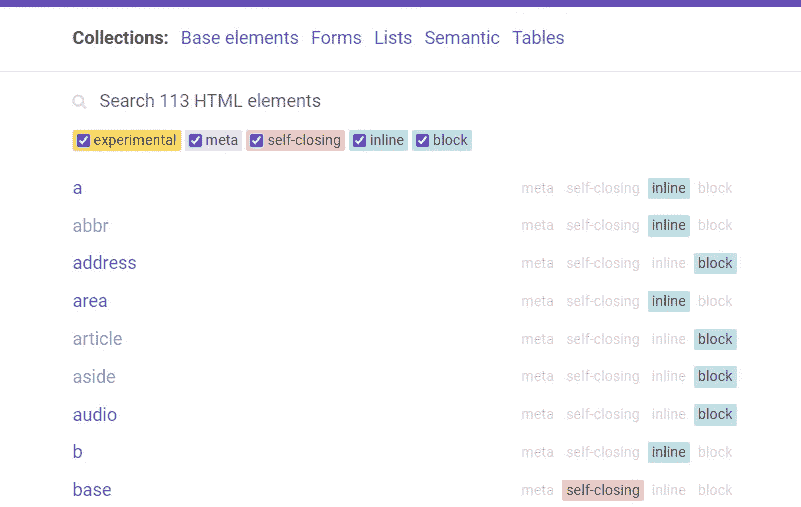 Collections: Base elements Forms Lists Semantic Tables
Search 113 HTML elements
experimental meta self-closing inline block
a meta self-closing inline block
abbr meta self-closing inline block
address meta self-closing inline block
area meta self-closing inline block
article meta self-closing inline block
aside meta self-closing inline block
audio meta self-closing inline block
b meta self-closing inline block
base meta self-closing inline block